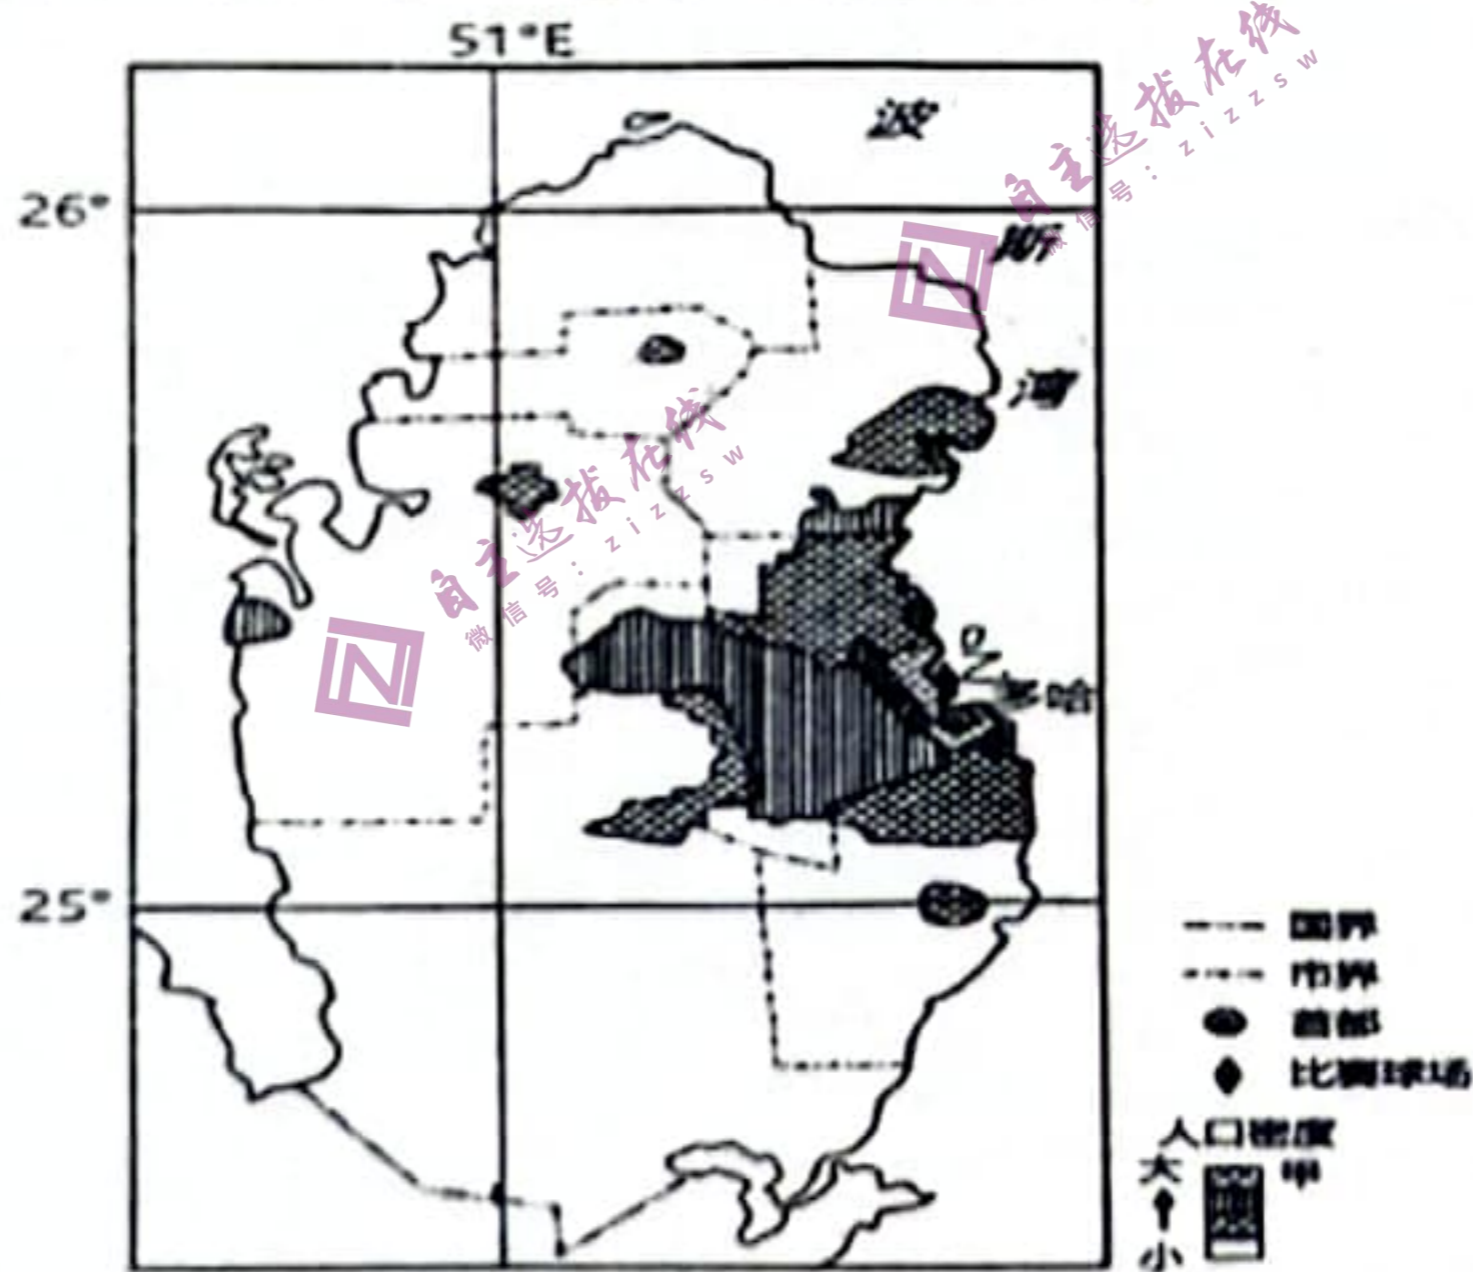 51°E
26°
波
斯
湾
多哈
25°
国界
市界
首都
比赛球场
人口密度
大
甲
小
自主选拔在线
微信号：zizzsw
自主选拔在线
微信号：zizzsw